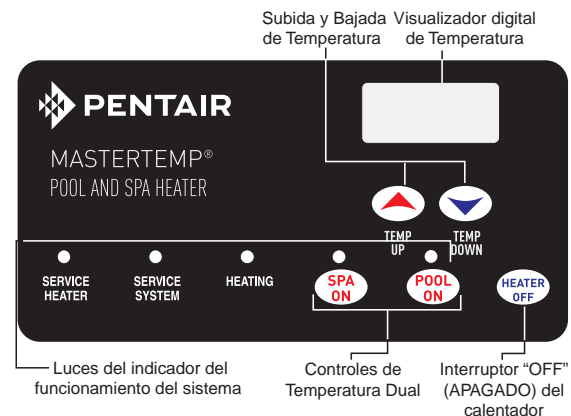 Subida y Bajada
de Temperatura
Visualizador digital
de Temperatura
PENTAIR
MASTERTEMP®
POOL AND SPA HEATER
TEMP
UP
TEMP
DOWN
SERVICE
HEATER
SERVICE
SYSTEM
HEATING
SPA
ON
POOL
ON
HEATER
OFF
Luces del indicador del
funcionamiento del sistema
Controles de
Temperatura Dual
Interruptor “OFF”
(APAGADO) del
calentador